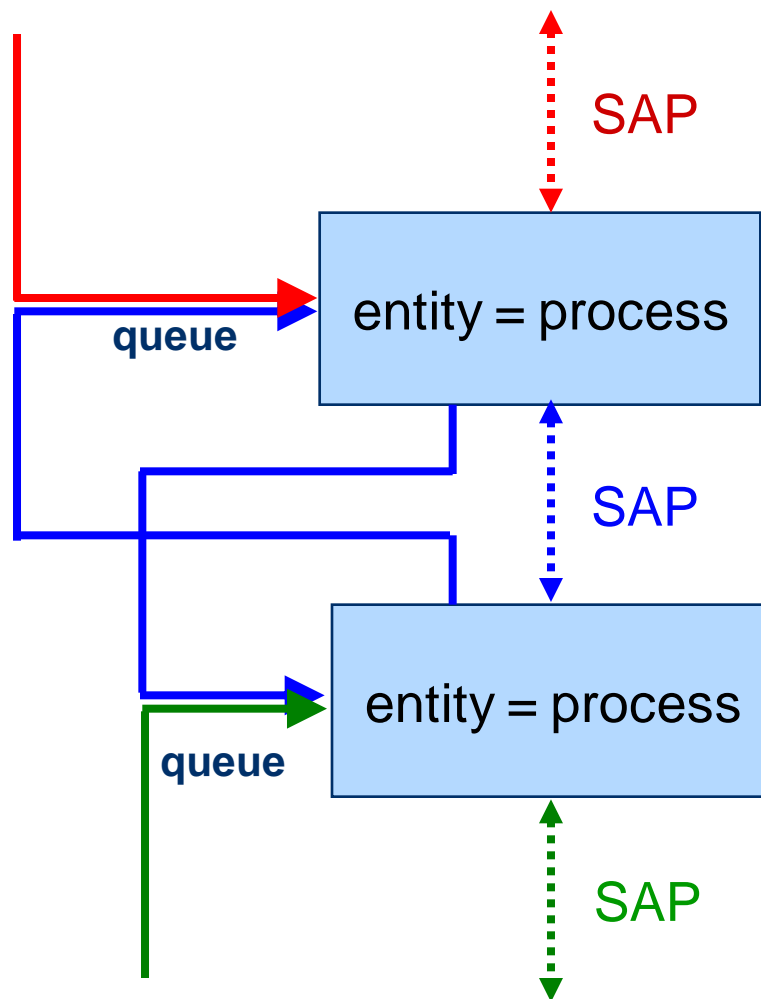 SAP
entity = process
queue
SAP
entity = process
queue
SAP